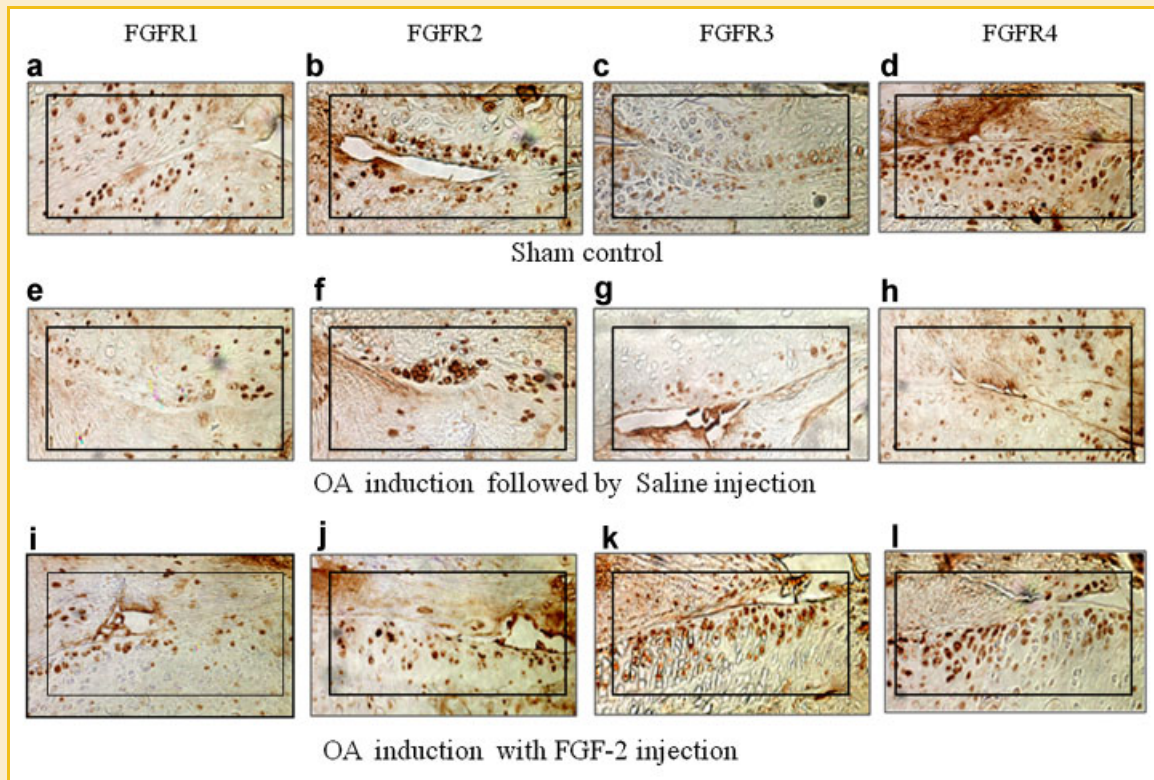 FGFR1 FGFR2 FGFR3 FGFR4
a b c d
Sham control
e f g h
OA induction followed by Saline injection
i j k l
OA induction with FGF-2 injection